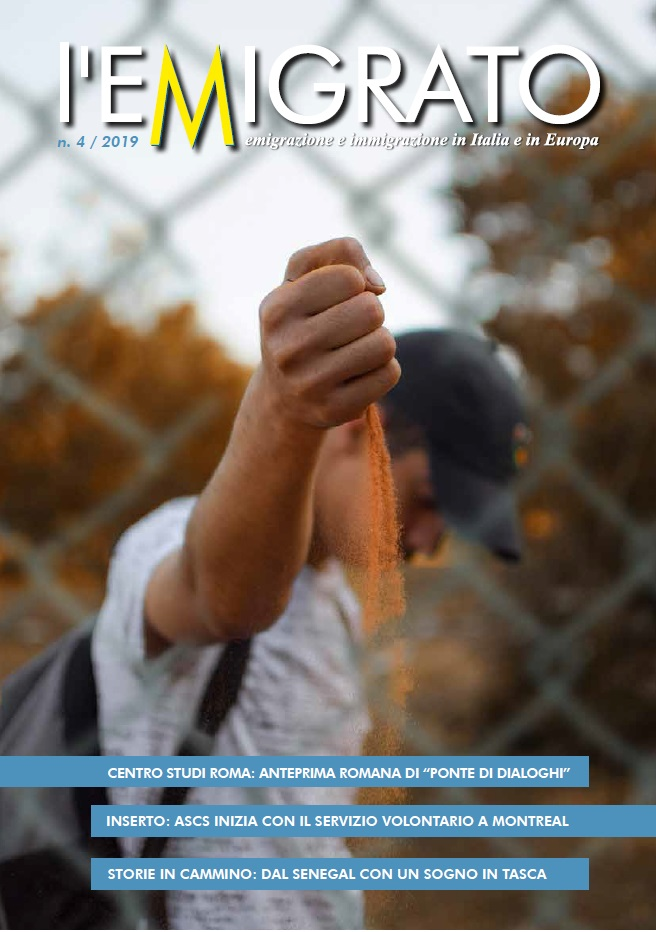 l'EMIGRATO
n. 4 / 2019
emigrazione e immigrazione in Italia e in Europa
CENTRO STUDI ROMA: ANTEPRIMA ROMANA DI “PONTE DI DIALOGHI”
INSERTO: ASCS INIZIA CON IL SERVIZIO VOLONTARIO A MONTREAL
STORIE IN CAMMINO: DAL SENEGAL CON UN SOGNO IN TASCA